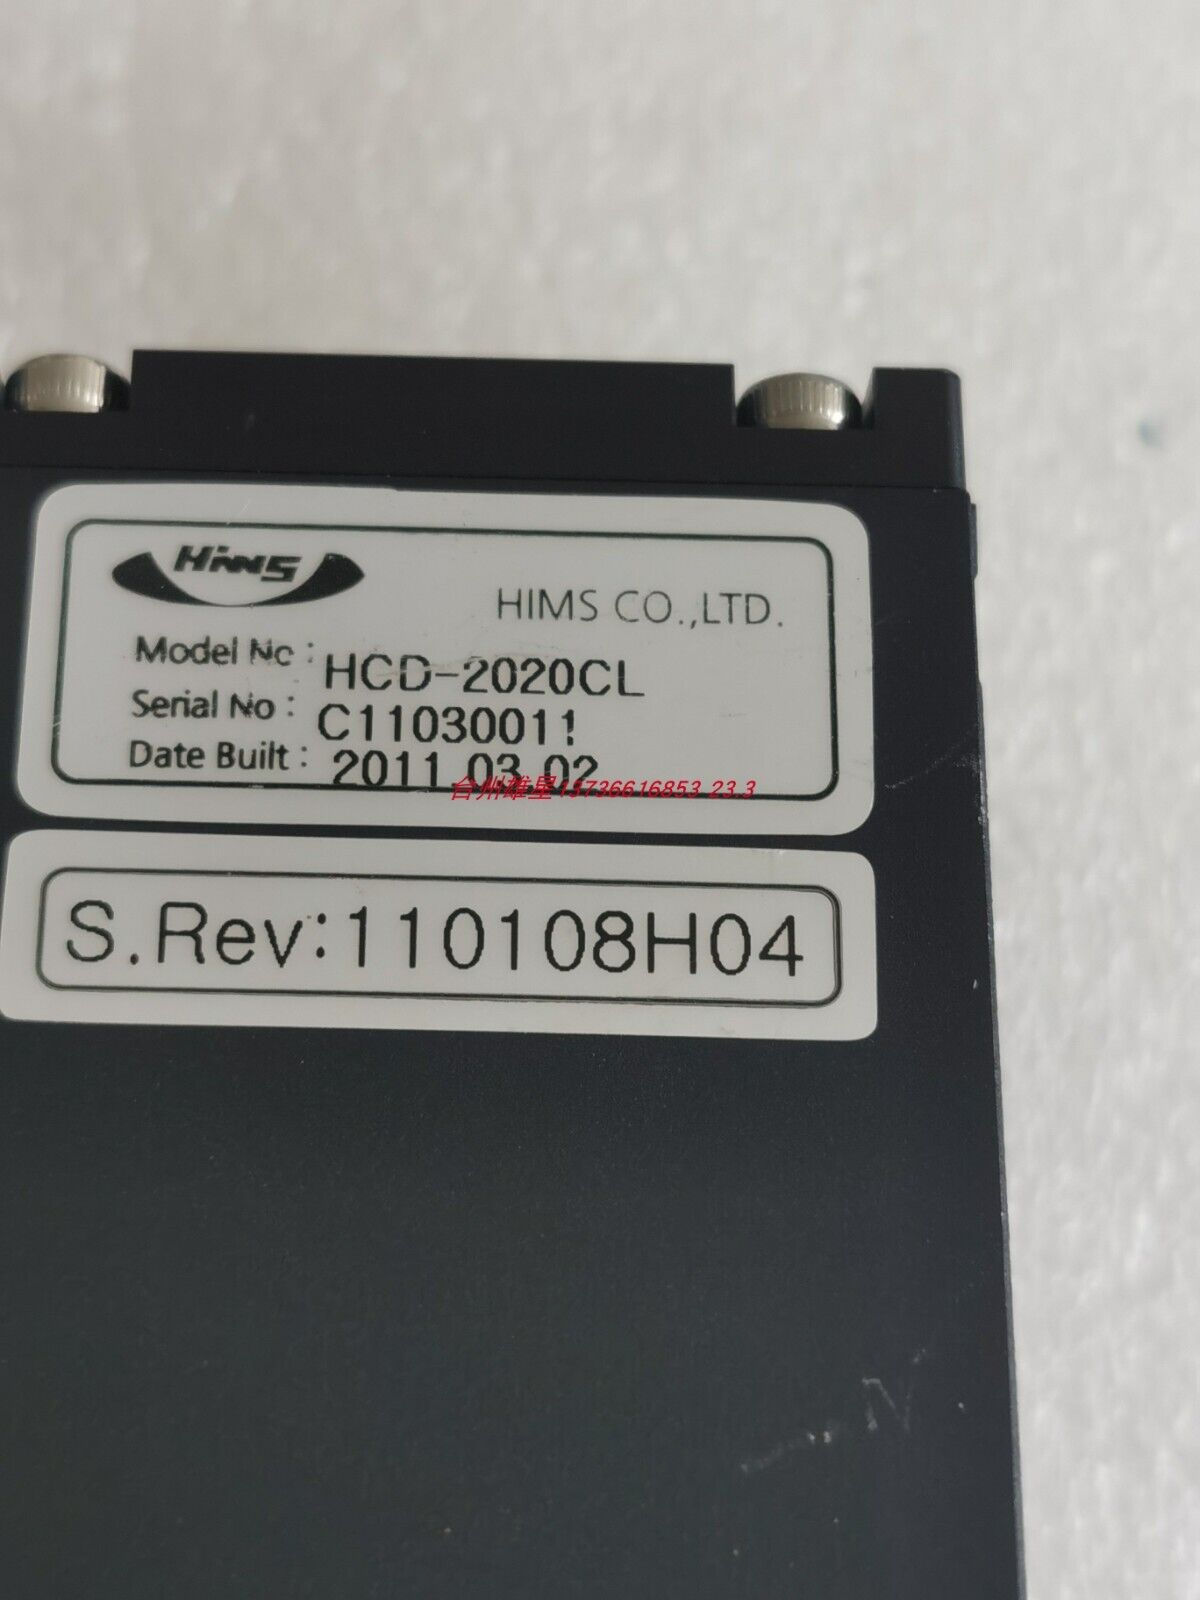 HIMS
HIMS CO.,LTD.
Model No : HCD-2020CL
Serial No : C11030011
Date Built : 2011.03.02
台州雄星13736616853 23.3
S.Rev:110108H04